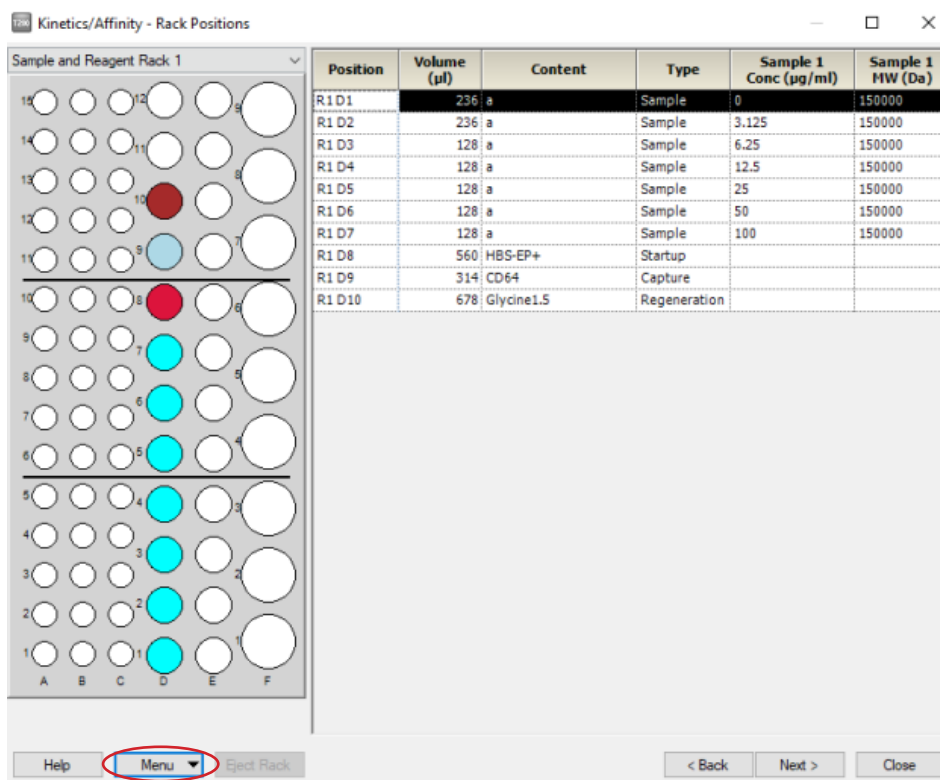 T200 Kinetics/Affinity - Rack Positions
Sample and Reagent Rack 1
15 12 9
14 11
13 8
12 10
11 9 7
10 8 6
9 7
8 5
7 6
6 5 4
5 4 3
4
3 3 2
2 2
1 1 1
A B C D E F
Position Volume (µl) Content Type Sample 1 Conc (µg/ml) Sample 1 MW (Da)
R1 D1 236 a Sample 0 150000
R1 D2 236 a Sample 3.125 150000
R1 D3 128 a Sample 6.25 150000
R1 D4 128 a Sample 12.5 150000
R1 D5 128 a Sample 25 150000
R1 D6 128 a Sample 50 150000
R1 D7 128 a Sample 100 150000
R1 D8 560 HBS-EP+ Startup
R1 D9 314 CD64 Capture
R1 D10 678 Glycine1.5 Regeneration
Help Menu Eject Rack < Back Next > Close